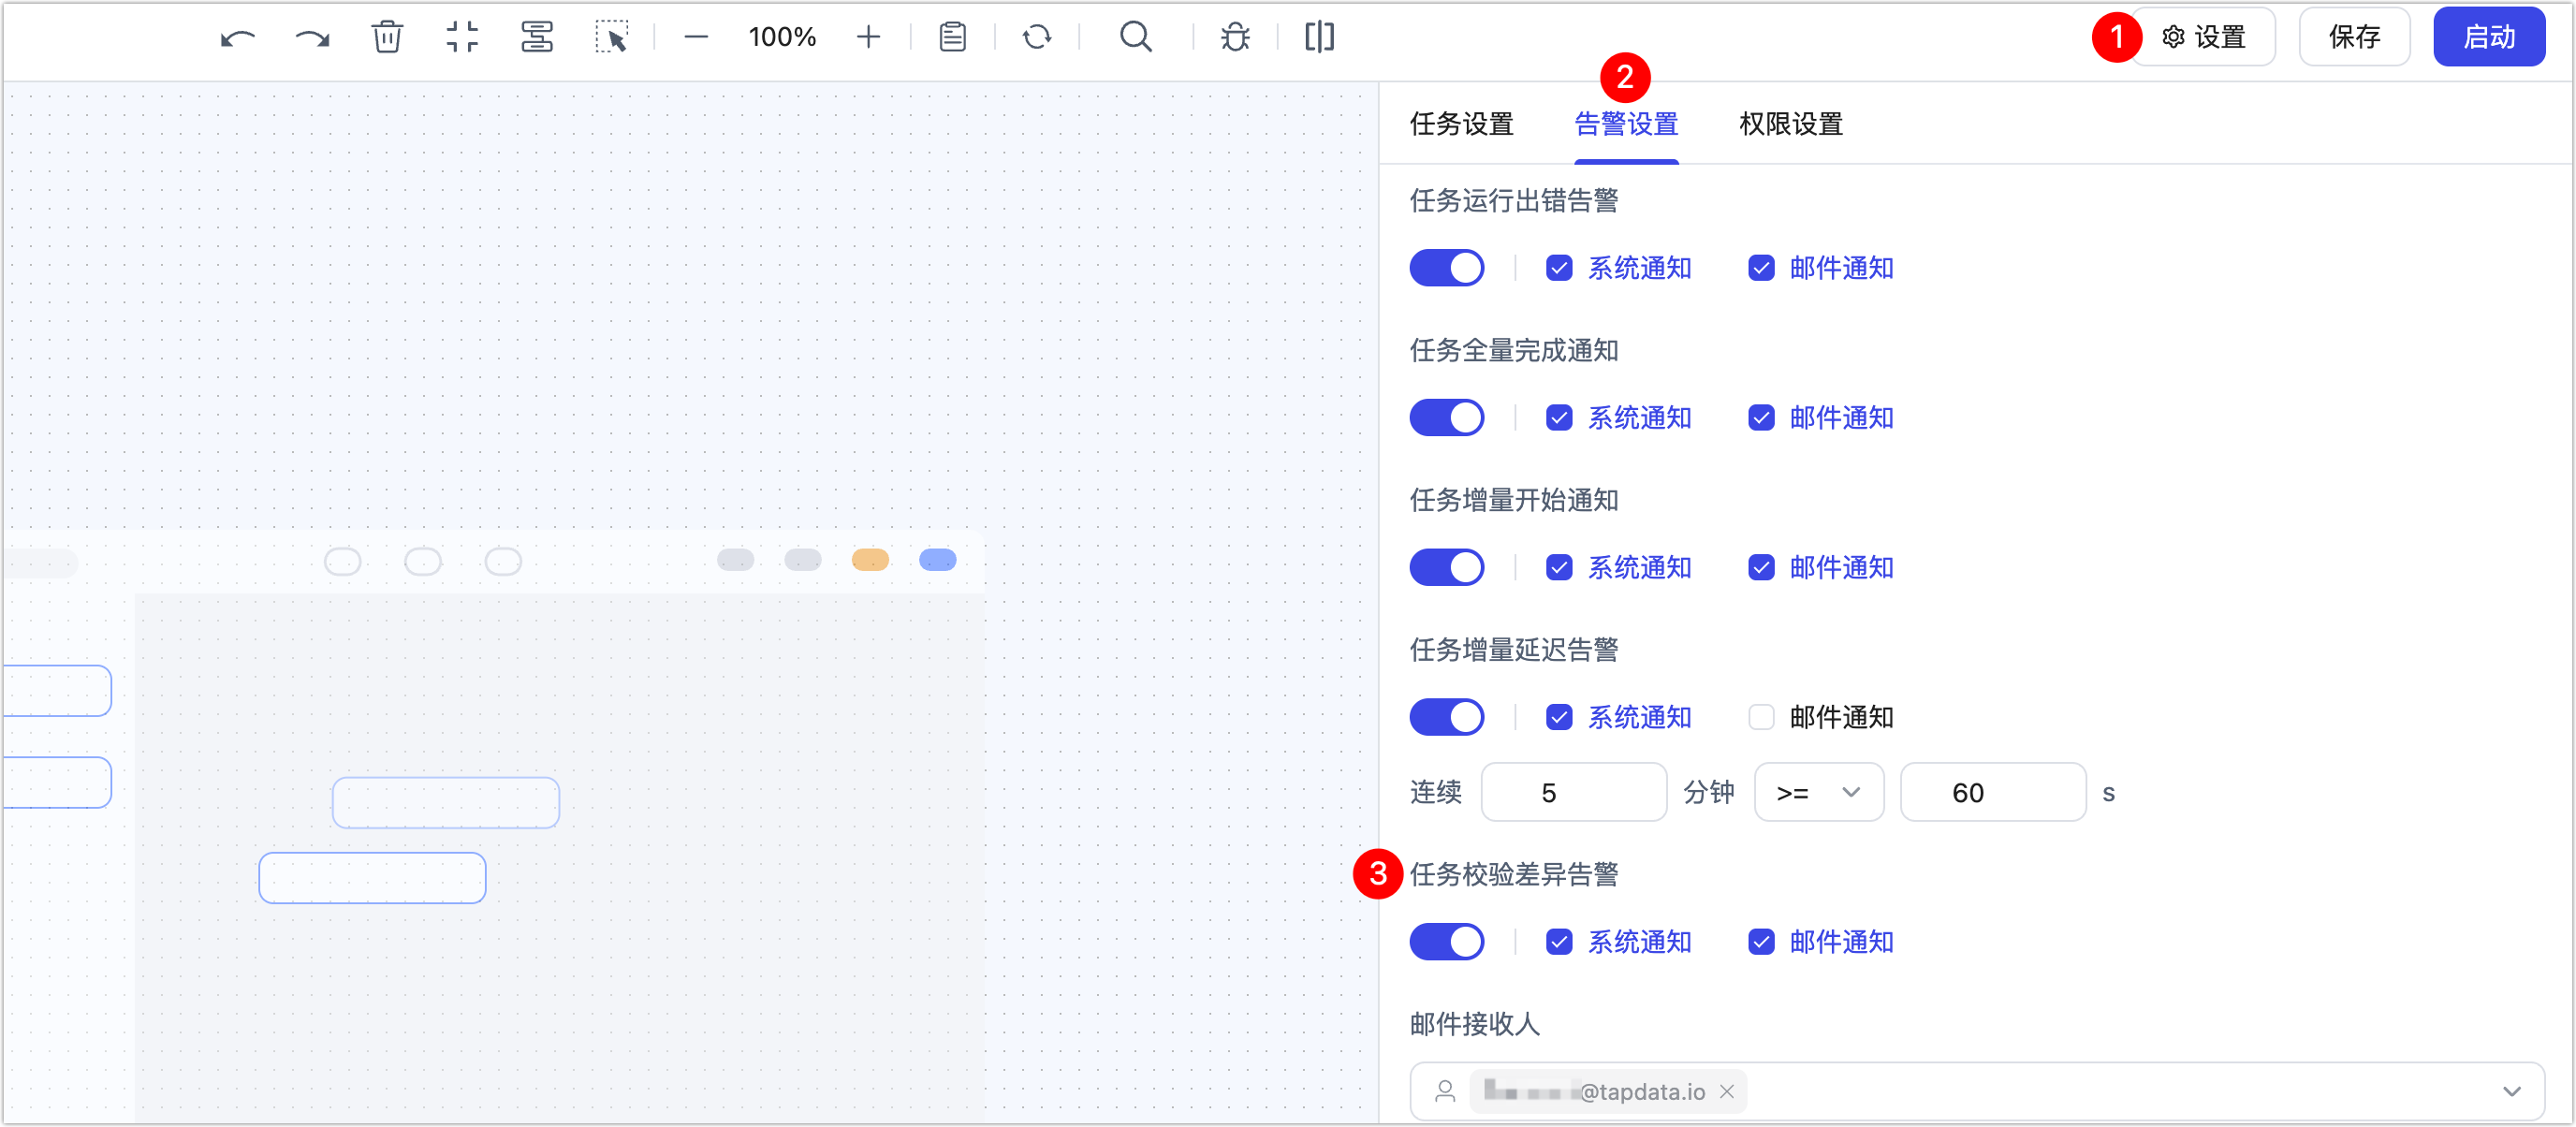 100%
1 设置 保存 启动
2
任务设置 告警设置 权限设置
任务运行出错告警
系统通知 邮件通知
任务全量完成通知
系统通知 邮件通知
任务增量开始通知
系统通知 邮件通知
任务增量延迟告警
系统通知 邮件通知
连续 5 分钟 >= 60 s
3 任务校验差异告警
系统通知 邮件通知
邮件接收人
@tapdata.io